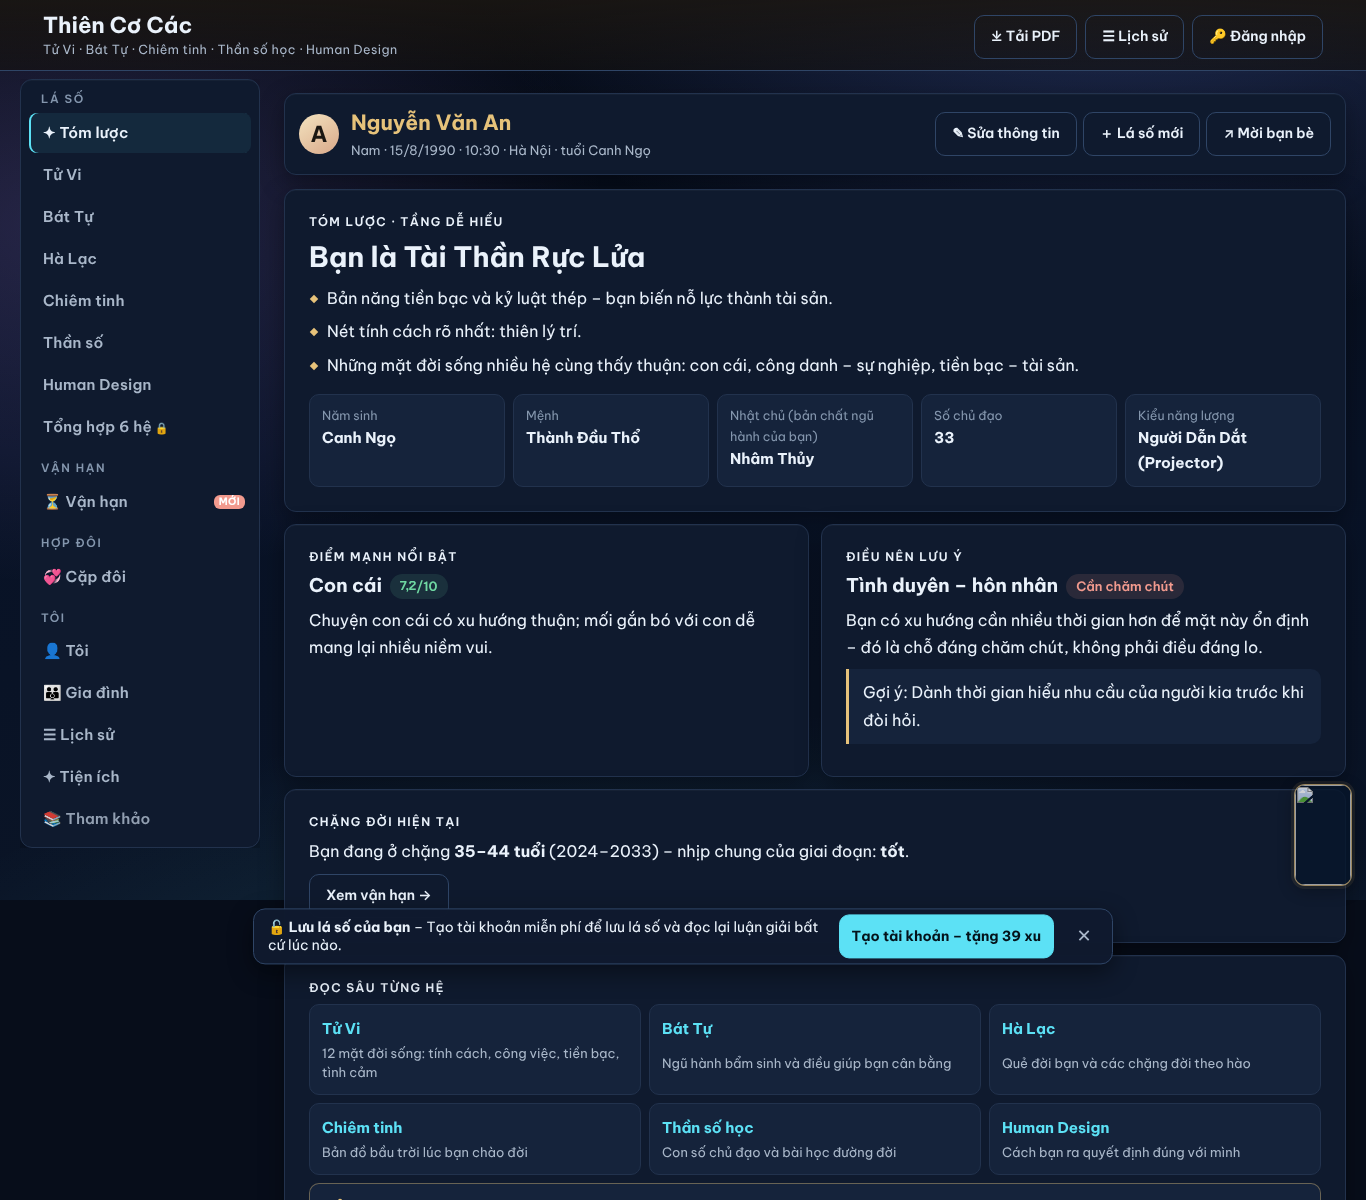 Thiên Cơ Các
Tử Vi · Bát Tự · Chiêm tinh · Thần số học · Human Design
Tải PDF
☰ Lịch sử
🔑 Đăng nhập
LÁ SỐ
✦ Tóm lược
Tử Vi
Bát Tự
Hà Lạc
Chiêm tinh
Thần số
Human Design
Tổng hợp 6 hệ 🔒
VẬN HẠN
⏳ Vận hạn
MỚI
HỢP ĐÔI
💞 Cặp đôi
TÔI
👤 Tôi
👪 Gia đình
☰ Lịch sử
✦ Tiện ích
📚 Tham khảo
A
Nguyễn Văn An
Nam · 15/8/1990 · 10:30 · Hà Nội · tuổi Canh Ngọ
✎ Sửa thông tin
+ Lá số mới
↗ Mời bạn bè
TÓM LƯỢC · TẦNG DỄ HIỂU
Bạn là Tài Thần Rực Lửa
◆ Bản năng tiền bạc và kỷ luật thép – bạn biến nỗ lực thành tài sản.
◆ Nét tính cách rõ nhất: thiên lý trí.
◆ Những mặt đời sống nhiều hệ cùng thấy thuận: con cái, công danh – sự nghiệp, tiền bạc – tài sản.
Năm sinh
Canh Ngọ
Mệnh
Thành Đầu Thổ
Nhật chủ (bản chất ngũ
hành của bạn)
Nhâm Thủy
Số chủ đạo
33
Kiểu năng lượng
Người Dẫn Dắt
(Projector)
ĐIỂM MẠNH NỔI BẬT
Con cái 7,2/10
Chuyện con cái có xu hướng thuận; mối gắn bó với con dễ
mang lại nhiều niềm vui.
ĐIỀU NÊN LƯU Ý
Tình duyên – hôn nhân Cần chăm chút
Bạn có xu hướng cần nhiều thời gian hơn để mặt này ổn định
– đó là chỗ đáng chăm chút, không phải điều đáng lo.
Gợi ý: Dành thời gian hiểu nhu cầu của người kia trước khi
đòi hỏi.
CHẶNG ĐỜI HIỆN TẠI
Bạn đang ở chặng 35–44 tuổi (2024–2033) – nhịp chung của giai đoạn: tốt.
Xem vận hạn →
🔓 Lưu lá số của bạn – Tạo tài khoản miễn phí để lưu lá số và đọc lại luận giải bất
cứ lúc nào.
Tạo tài khoản – tặng 39 xu
✕
ĐỌC SÂU TỪNG HỆ
Tử Vi
12 mặt đời sống: tính cách, công việc, tiền bạc,
tình cảm
Bát Tự
Ngũ hành bẩm sinh và điều giúp bạn cân bằng
Hà Lạc
Quẻ đời bạn và các chặng đời theo hào
Chiêm tinh
Bản đồ bầu trời lúc bạn chào đời
Thần số học
Con số chủ đạo và bài học đường đời
Human Design
Cách bạn ra quyết định đúng với mình